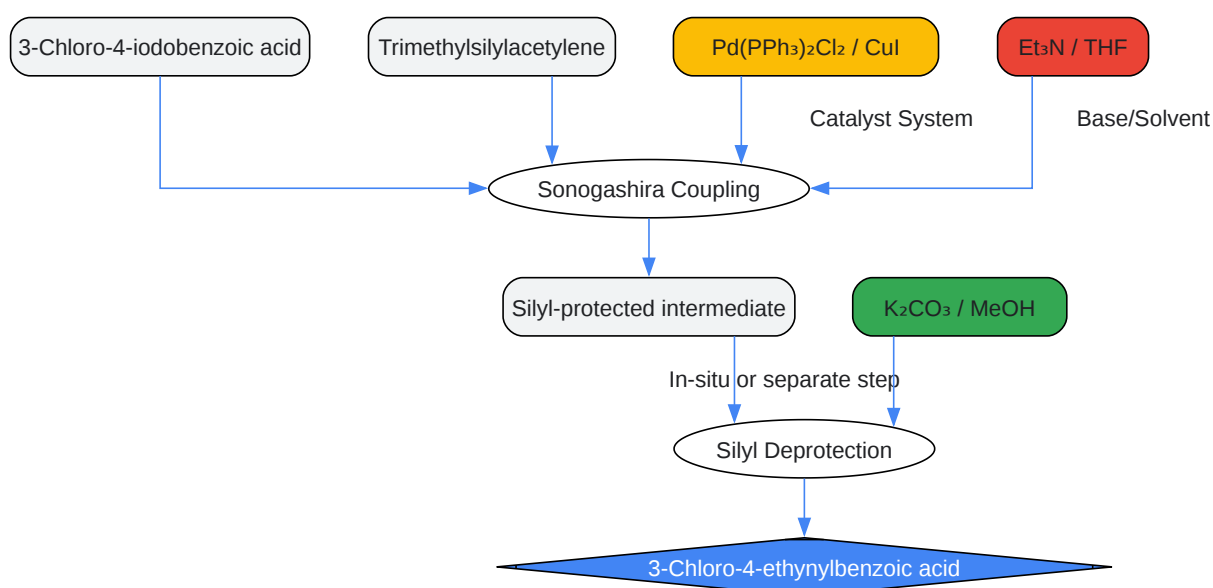 3-Chloro-4-iodobenzoic acid
Trimethylsilylacetylene
Pd(PPh₃)₂Cl₂ / CuI
Et₃N / THF
Catalyst System
Base/Solvent
Sonogashira Coupling
Silyl-protected intermediate
K₂CO₃ / MeOH
In-situ or separate step
Silyl Deprotection
3-Chloro-4-ethynylbenzoic acid